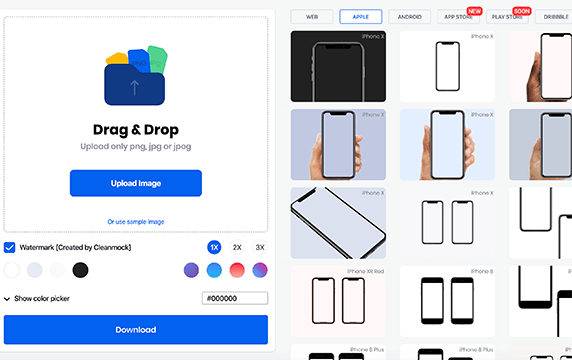 Drag & Drop
Upload only png, jpg or jpog
Upload Image
Or use sample image
Watermark [Created by Cleanmock]
1X
2X
3X
Show color picker
#000000
Download
WEB
APPLE
ANDROID
APP STORE
NEW
PLAY STORE
SOON
DRIBBBLE
iPhone X
iPhone X
iPhone X
iPhone X
iPhone X
iPhone X
iPhone XR Red
iPhone 8
iPhone 8 Plus
iPhone 8 Plus